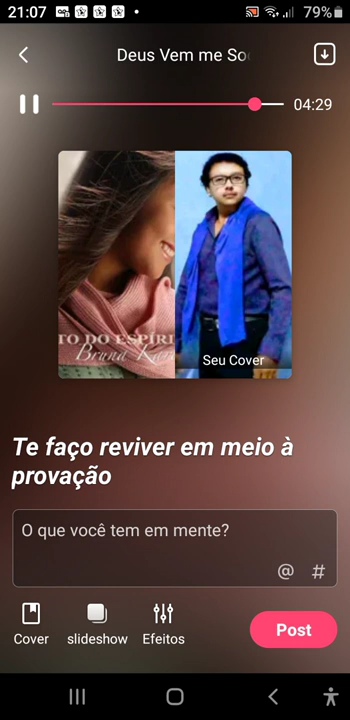 21:07
79%
Deus Vem me So
04:29
TO DO ESPÍRI
Bruna Kar
Seu Cover
Te faço reviver em meio à
provação
O que você tem em mente?
@ #
Cover
slideshow
Efeitos
Post